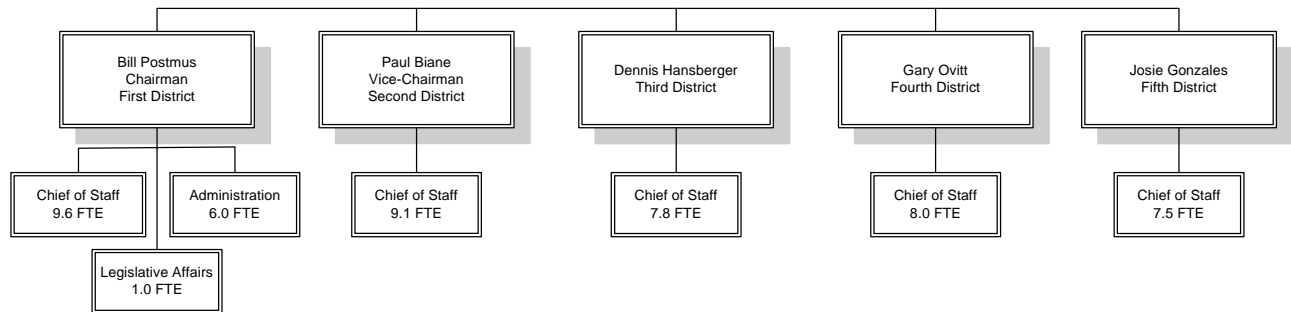 Bill Postmus
Chairman
First District
Paul Biane
Vice-Chairman
Second District
Dennis Hansberger
Third District
Gary Ovitt
Fourth District
Josie Gonzales
Fifth District
Chief of Staff
9.6 FTE
Administration
6.0 FTE
Chief of Staff
9.1 FTE
Chief of Staff
7.8 FTE
Chief of Staff
8.0 FTE
Chief of Staff
7.5 FTE
Legislative Affairs
1.0 FTE